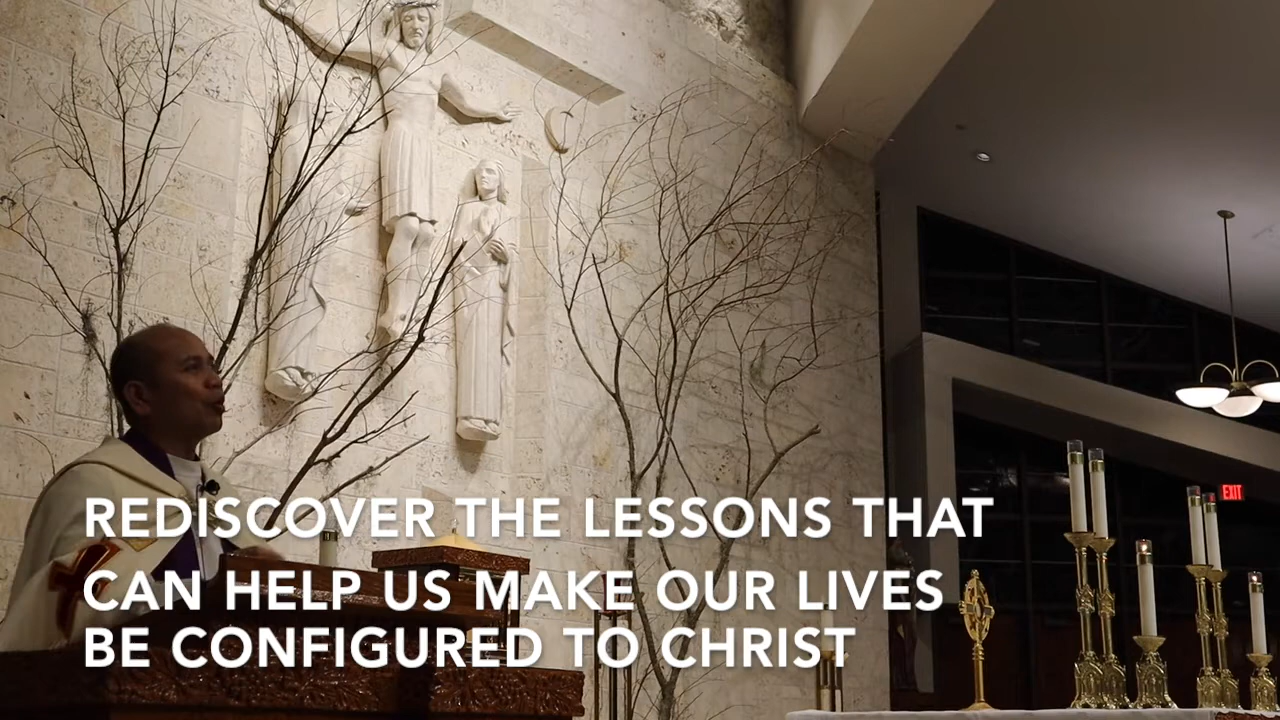 REDISCOVER THE LESSONS THAT
CAN HELP US MAKE OUR LIVES
BE CONFIGURED TO CHRIST
EXIT